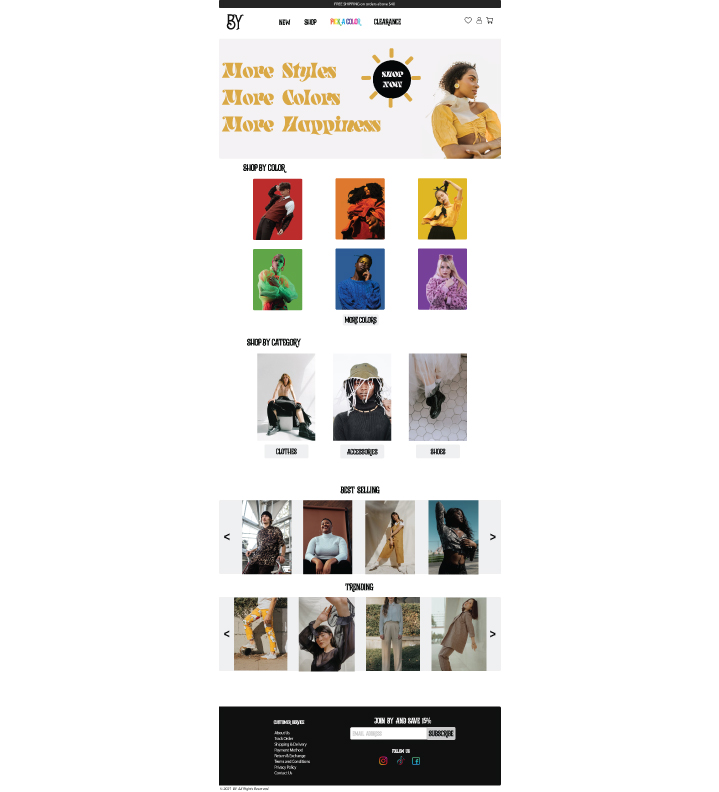 FREE SHIPPING on orders above $40
BY
NEW SHOP PICK A COLOR CLEARANCE
More Styles
More Colors
More Happiness
SHOP
NOW!
SHOP BY COLOR
MORE COLORS
SHOP BY CATEGORY
CLOTHES ACCESSORIES SHOES
BEST SELLING
< >
TRENDING
< >
CUSTOMER SERVICE
About Us
Track Order
Shipping & Delivery
Payment Method
Return & Exchange
Terms and Conditions
Privacy Policy
Contact Us
JOIN BY AND SAVE 15%
EMAIL ADRESS SUBSCRIBE
FOLLOW US
BY All Rights Reserved